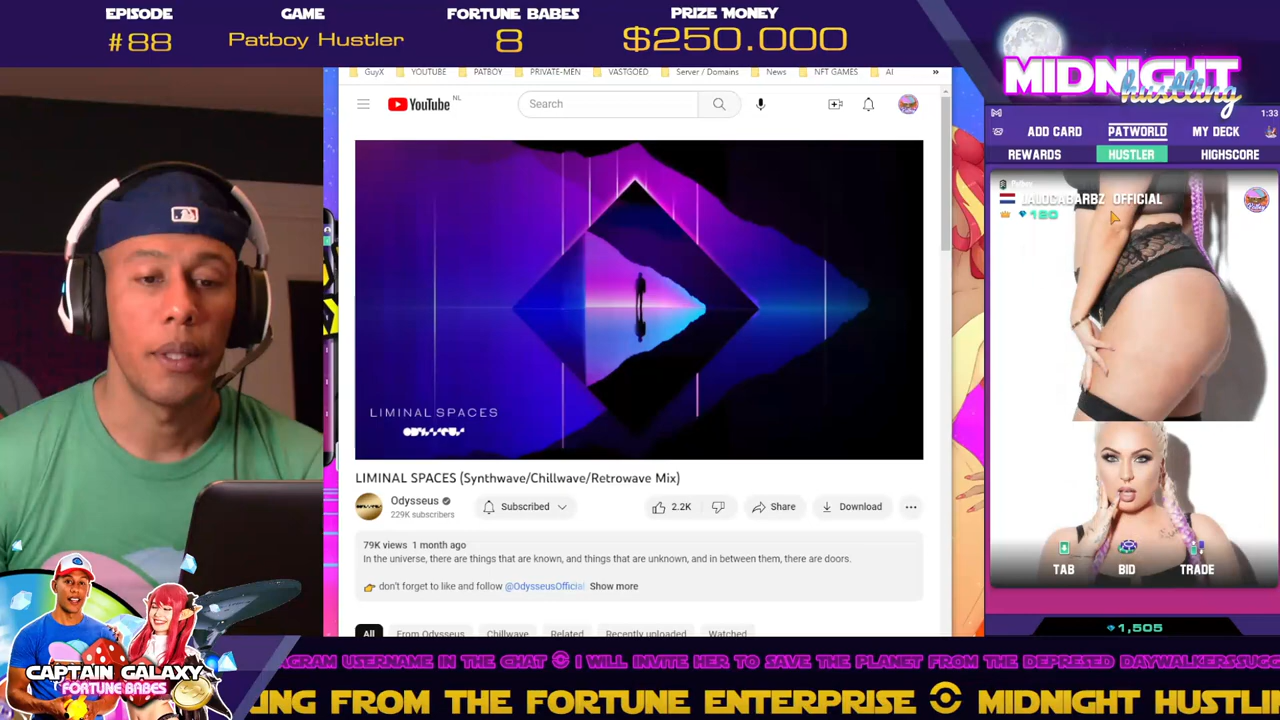 EPISODE
#88
GAME
Patboy Hustler
FORTUNE BABES
8
PRIZE MONEY
$250.000
MIDNIGHT
hustling
GuyX
YOUTUBE
PATBOY
PRIVATE-MEN
VASTGOED
Server / Domains
News
NFT GAMES
AI
»
YouTube NL
Search
LIMINAL SPACES
LIMINAL SPACES (Synthwave/Chillwave/Retrowave Mix)
Odysseus
229K subscribers
Subscribed
2.2K
Share
Download
79K views 1 month ago
In the universe, there are things that are known, and things that are unknown, and in between them, there are doors.
don't forget to like and follow @OdysseusOfficial Show more
All
From Odysseus
Chillwave
Related
Recently uploaded
Watched
1:33
ADD CARD
PATWORLD
MY DECK
REWARDS
HUSTLER
HIGHSCORE
LALOCABARBZ OFFICIAL
120
TAB
BID
TRADE
1,505
CAPTAIN GALAXY
FORTUNE BABES
AGRAM USERNAME IN THE CHAT I WILL INVITE HER TO SAVE THE PLANET FROM THE DEPRESED DAYWALKERS.SUGG
ING FROM THE FORTUNE ENTERPRISE MIDNIGHT HUSTLIN